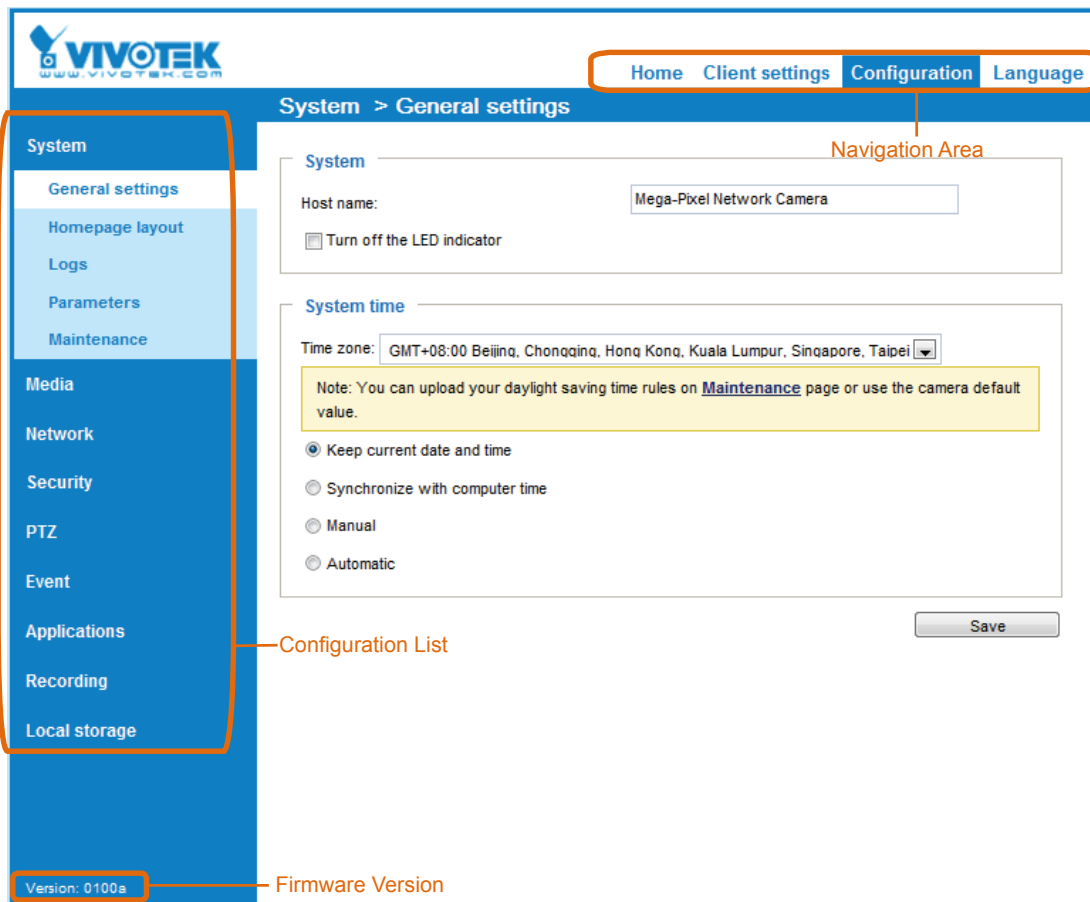 VIVOTEK
www.vivotek.com
Home Client settings Configuration Language
System > General settings
Navigation Area
System
General settings
Homepage layout
Logs
Parameters
Maintenance
Media
Network
Security
PTZ
Event
Applications
Recording
Local storage
Configuration List
Version: 0100a
Firmware Version
System
Host name: Mega-Pixel Network Camera
Turn off the LED indicator
System time
Time zone: GMT+08:00 Beijing, Chongqing, Hong Kong, Kuala Lumpur, Singapore, Taipei
Note: You can upload your daylight saving time rules on Maintenance page or use the camera default
value.
Keep current date and time
Synchronize with computer time
Manual
Automatic
Save